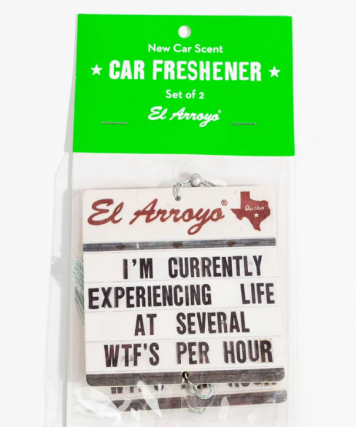 New Car Scent
★ CAR FRESHENER ★
Set of 2
El Arroyo®
El Arroyo®
Austin
I'M CURRENTLY
EXPERIENCING LIFE
AT SEVERAL
WTF'S PER HOUR